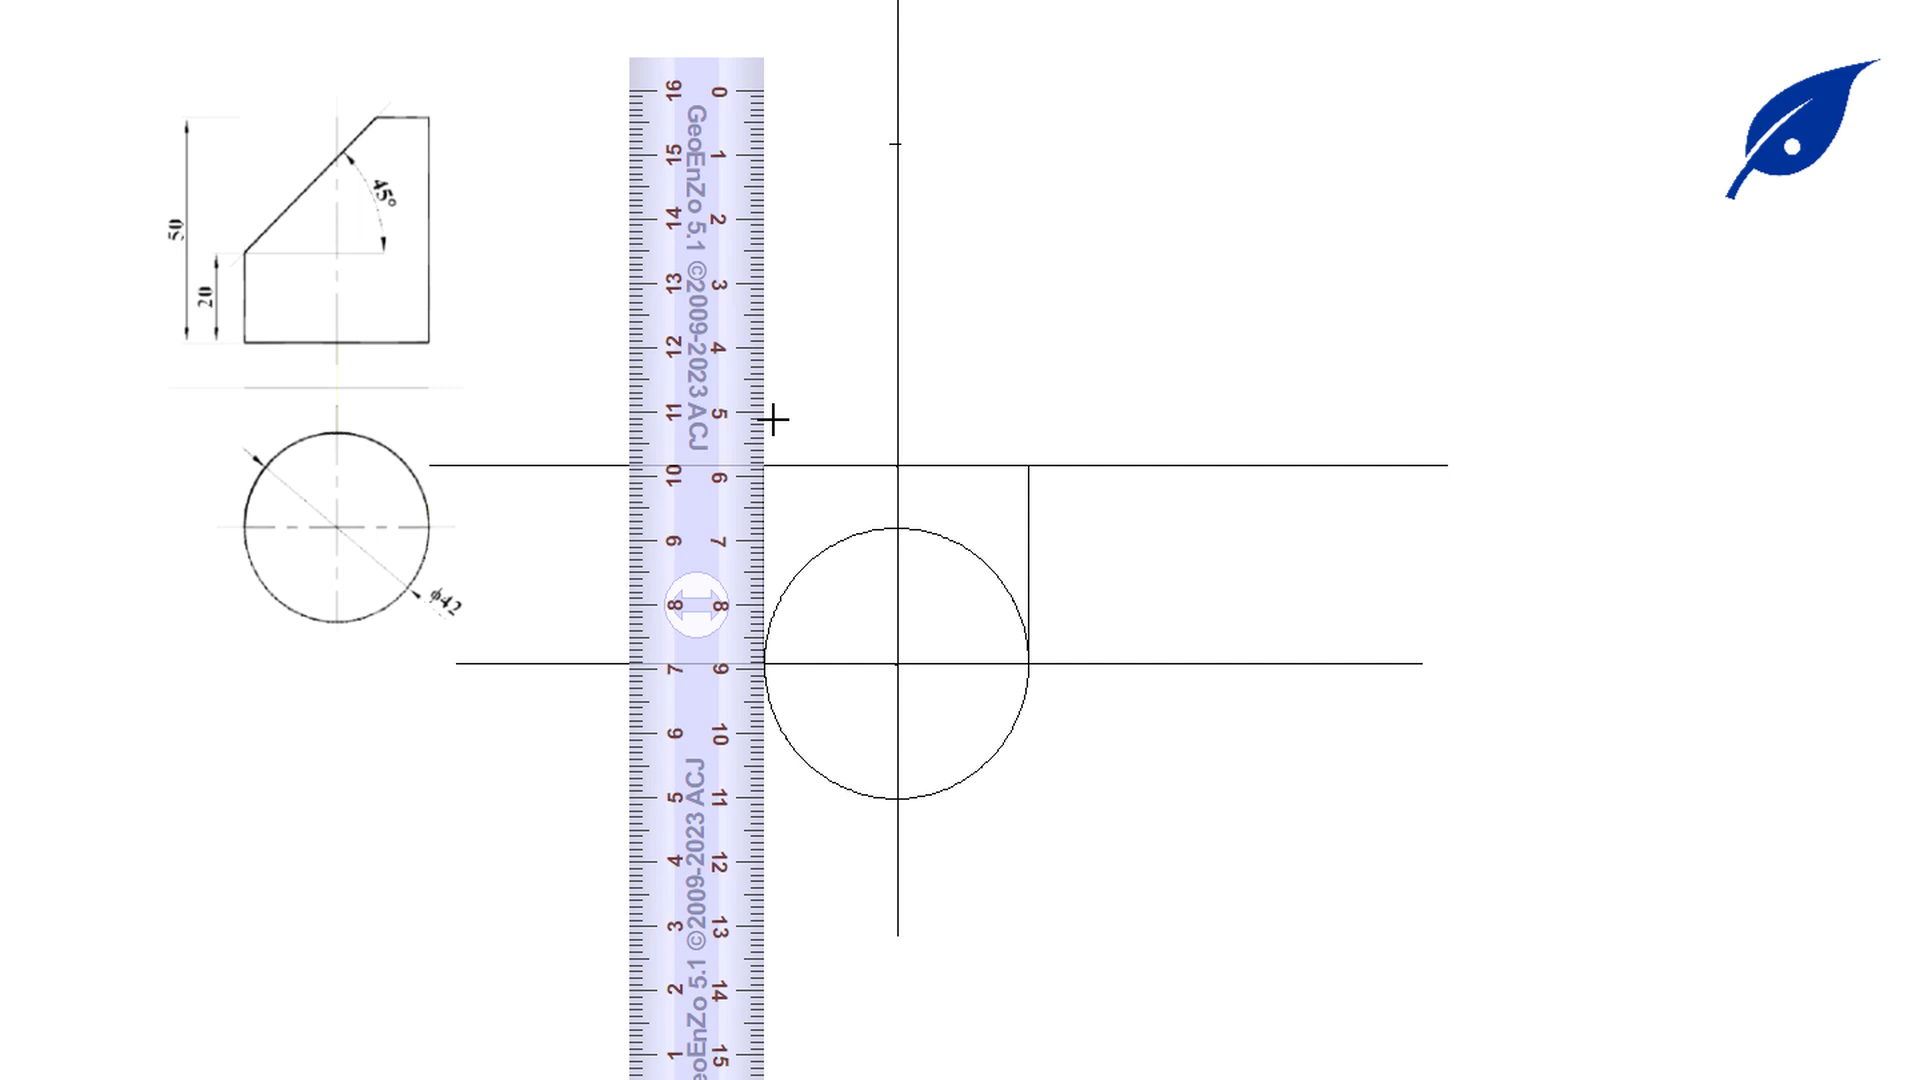 50
20
45°
ϕ42
16 15 14 13 12 11 10 9 8 7 6 5 4 3 2 1
GeoEnZo 5.1 ©2009-2023 ACJ
eoEnZo 5.1 ©2009-2023 ACJ
0 1 2 3 4 5 6 7 8 9 10 11 12 13 14 15